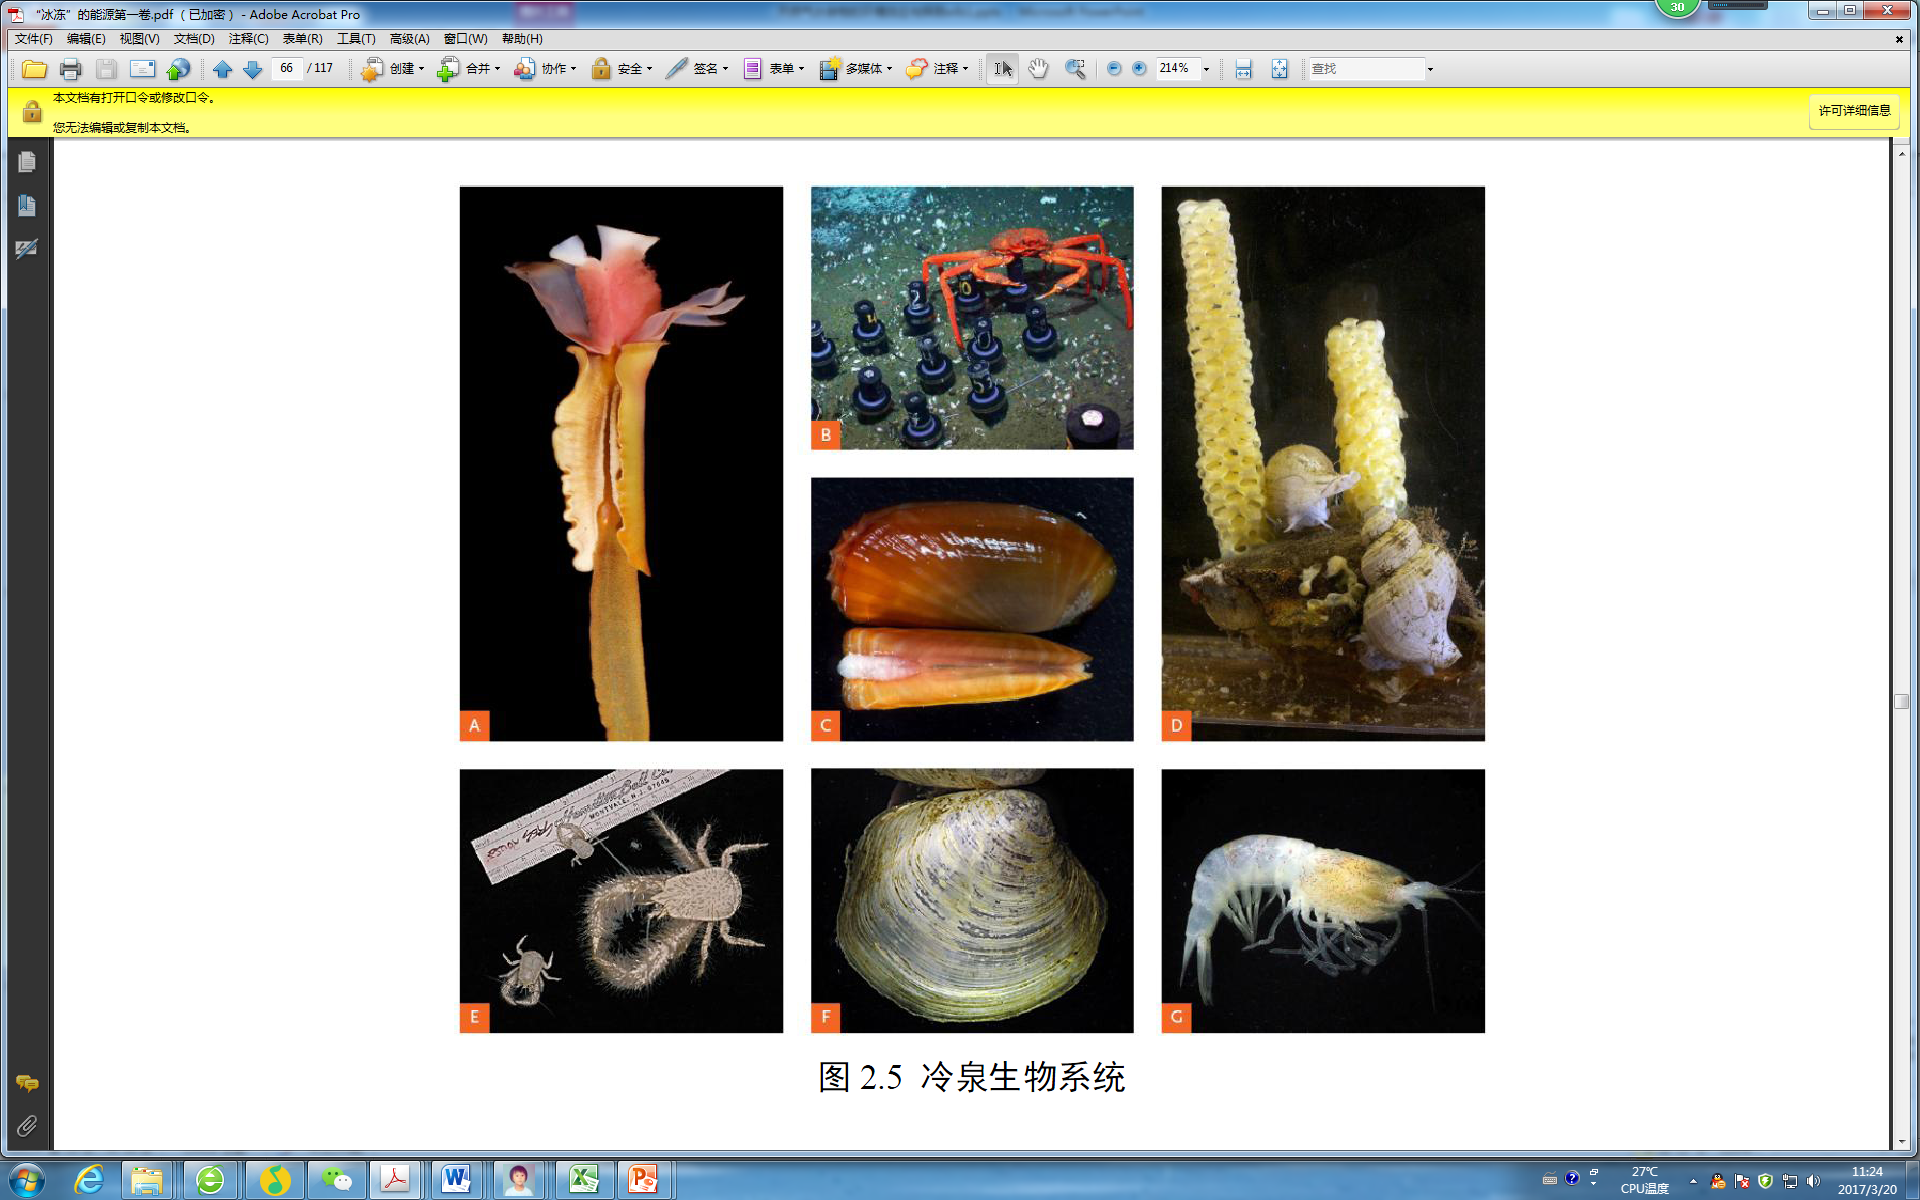 “冰冻”的能源第一卷.pdf （已加密） - Adobe Acrobat Pro
30
文件(F) 编辑(E) 视图(V) 文档(D) 注释(C) 表单(R) 工具(T) 高级(A) 窗口(W) 帮助(H)
66 / 117 创建 合并 协作 安全 签名 表单 多媒体 注释 214% 查找
本文档有打开口令或修改口令。
您无法编辑或复制本文档。
许可详细信息
A
B
C
D
E
F
G
图 2.5 冷泉生物系统
27℃
CPU温度
11:24
2017/3/20